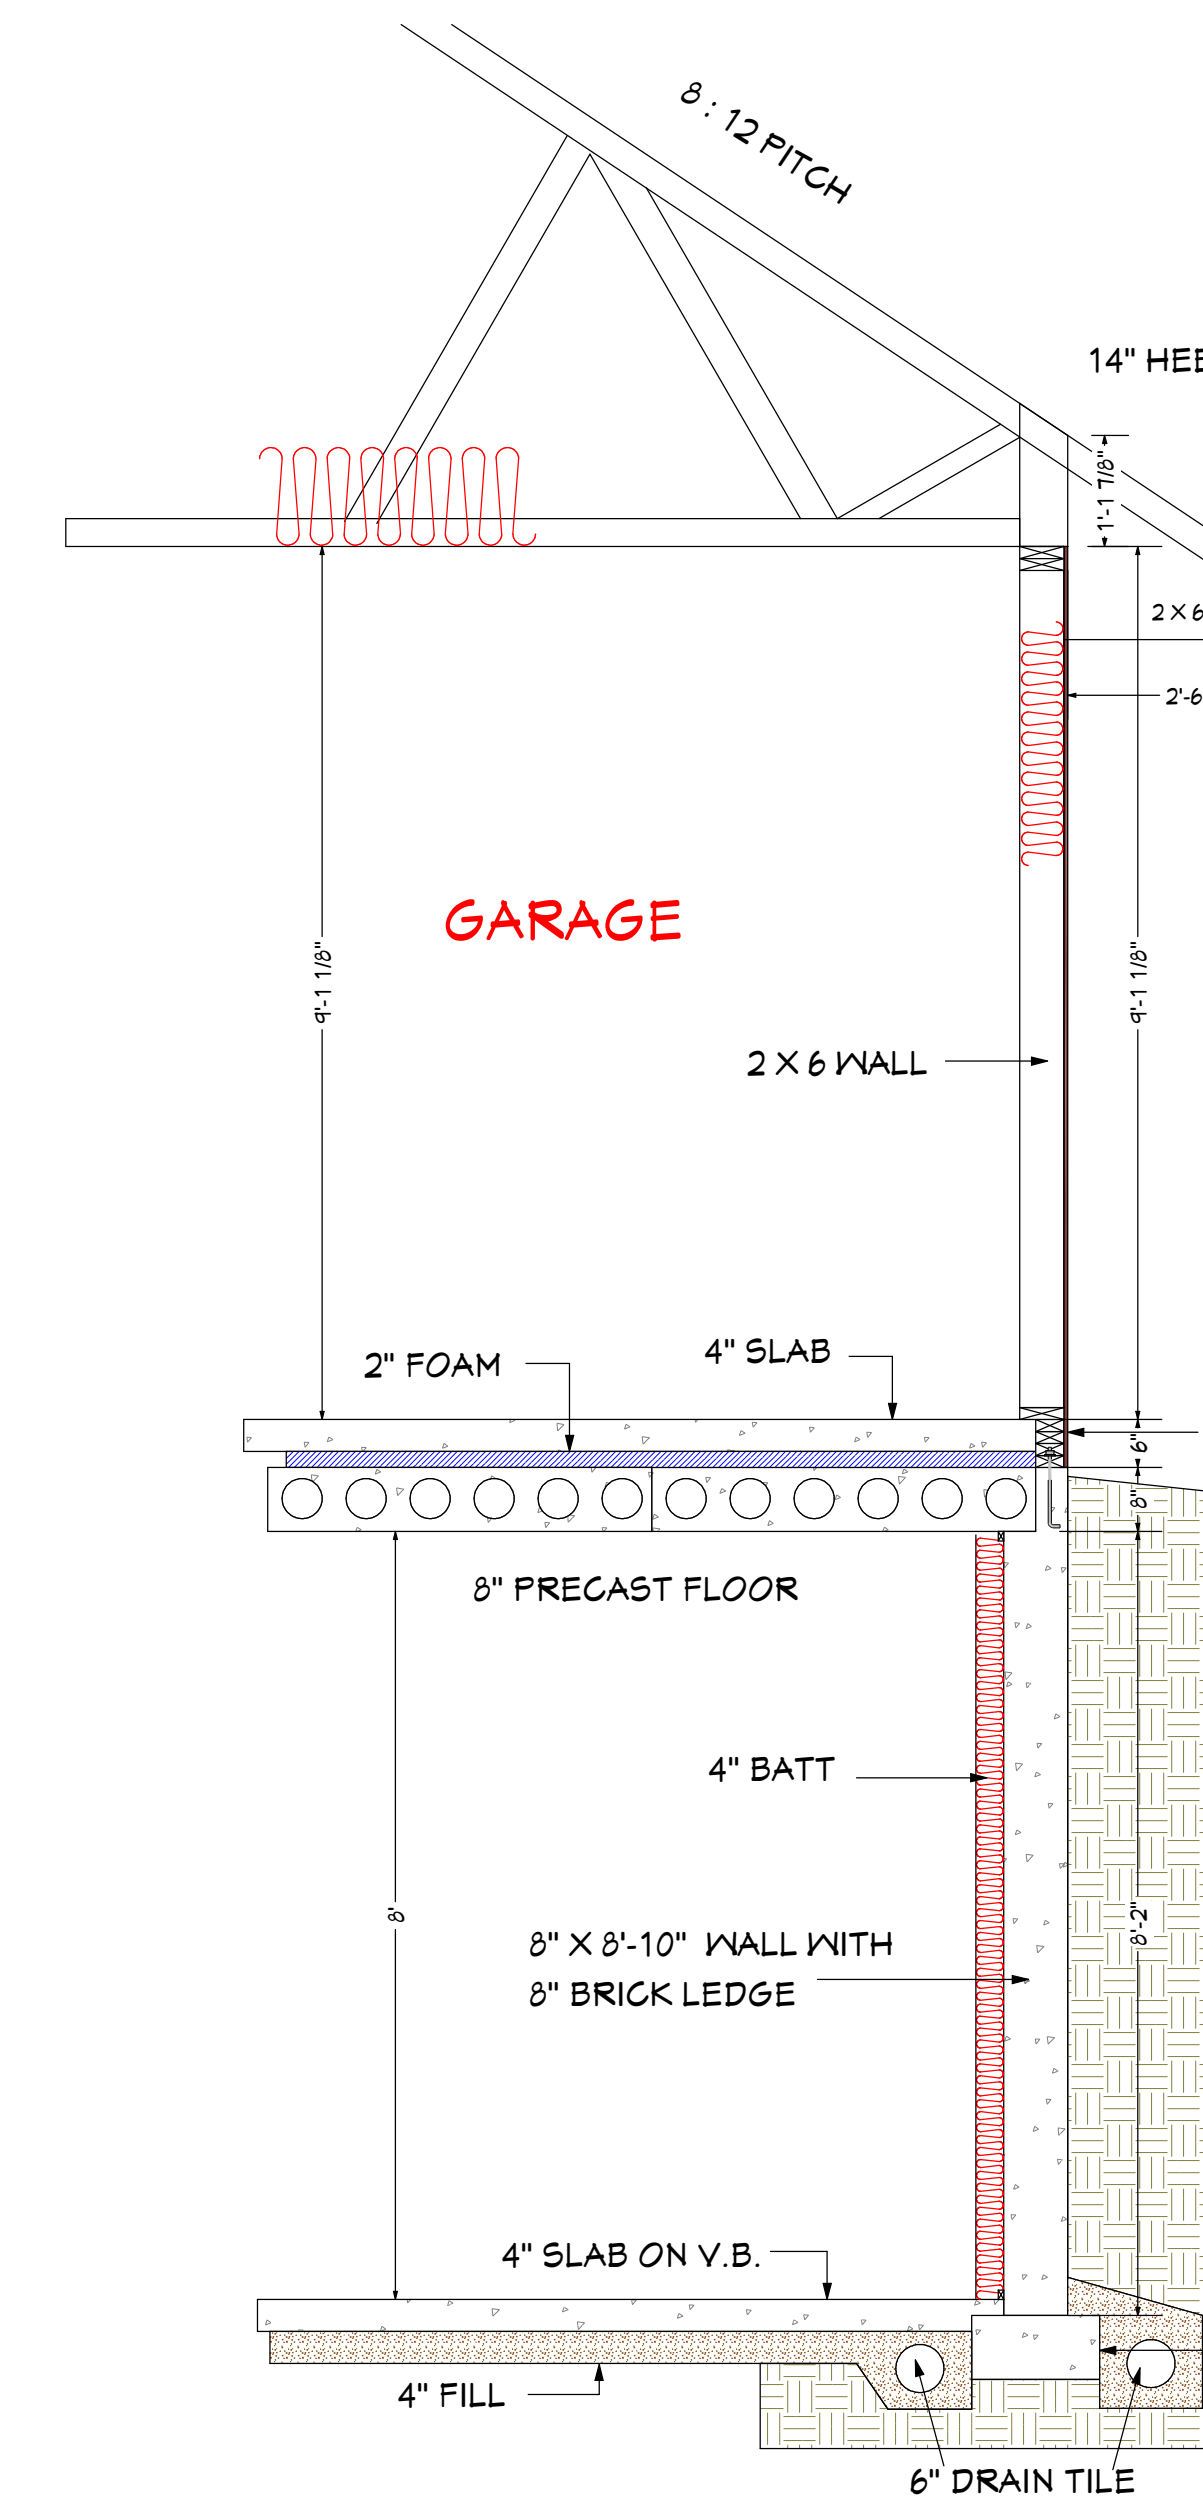 8 : 12 PITCH
14" HEE
1'-1 7/8"
2 X 6
2'-6
GARAGE
9'-1 1/8"
9'-1 1/8"
2 X 6 WALL
2" FOAM
4" SLAB
6"
8"
8" PRECAST FLOOR
4" BATT
8'
8" X 8'-10" WALL WITH
8" BRICK LEDGE
8'-2"
4" SLAB ON V.B.
4" FILL
6" DRAIN TILE